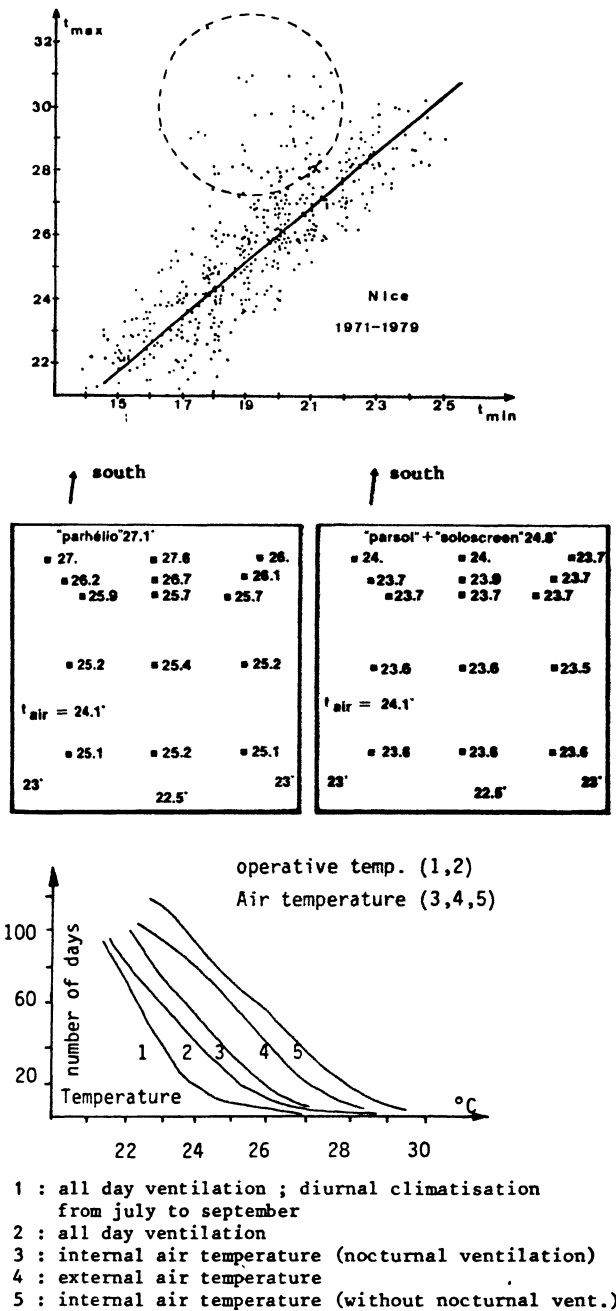 t max
32
30
28
26
24
22
Nice
1971-1979
15 17 19 21 23 25
t min
south
south
"parhélio"27.1°
27. 27.6 26.
26.2 26.7 26.1
25.9 25.7 25.7
25.2 25.4 25.2
t air = 24.1°
25.1 25.2 25.1
23° 23°
22.5°
"parsol"+"soloscreen"24.8°
24. 24. 23.7
23.7 23.9 23.7
23.7 23.7 23.7
23.6 23.6 23.5
t air = 24.1°
23.6 23.6 23.6
23° 23°
22.5°
operative temp. (1,2)
Air temperature (3,4,5)
number of days
100
60
20
1 2 3 4 5
Temperature
°C
22 24 26 28 30
1 : all day ventilation ; diurnal climatisation
from july to september
2 : all day ventilation
3 : internal air temperature (nocturnal ventilation)
4 : external air temperature
5 : internal air temperature (without nocturnal vent.)